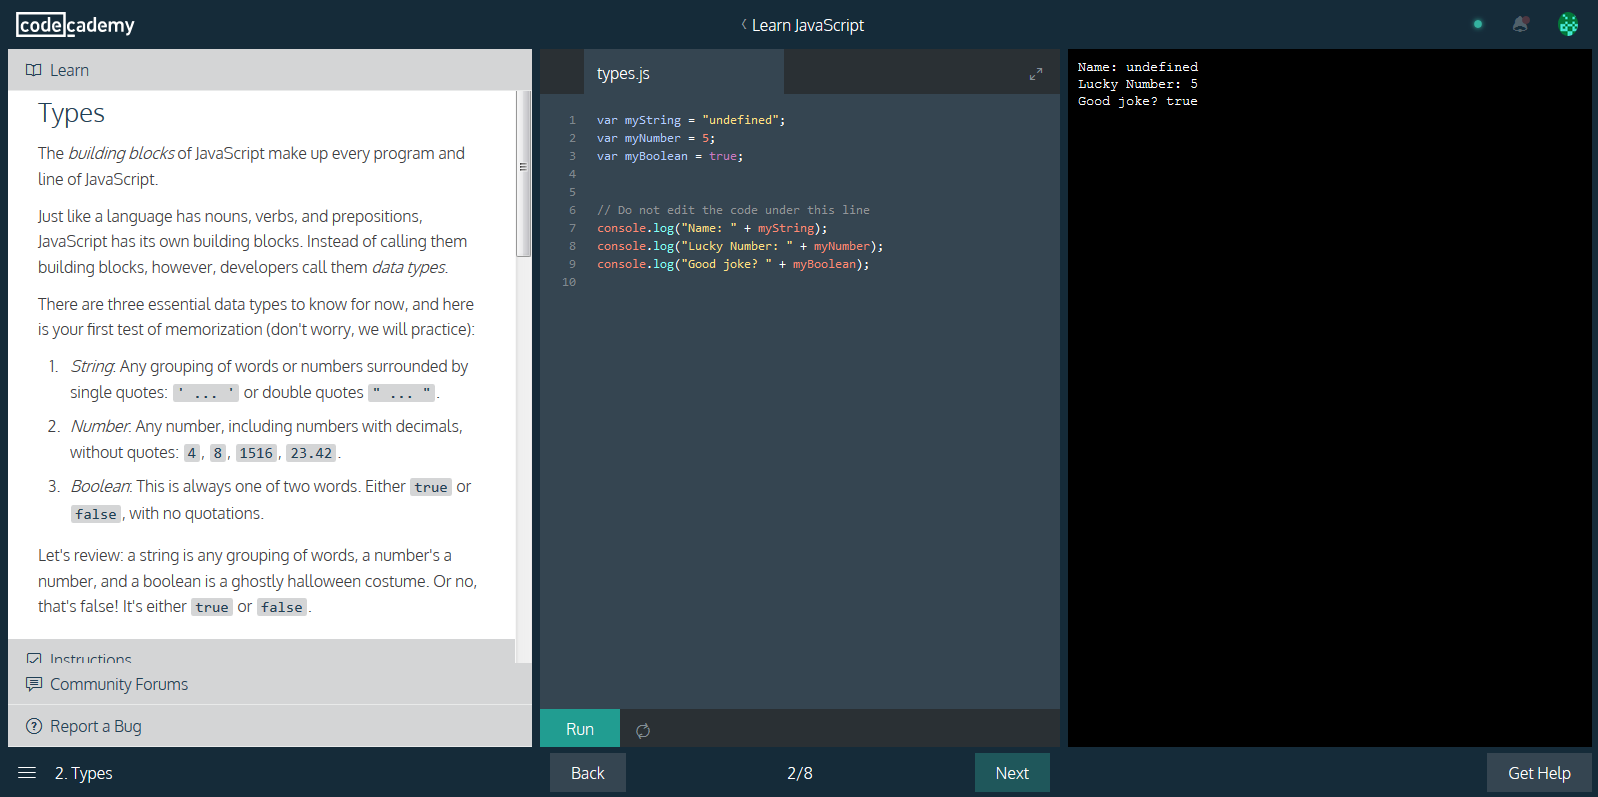 codecademy
Learn JavaScript
Learn
Types
The building blocks of JavaScript make up every program and
line of JavaScript.
Just like a language has nouns, verbs, and prepositions,
JavaScript has its own building blocks. Instead of calling them
building blocks, however, developers call them data types.
There are three essential data types to know for now, and here
is your first test of memorization (don't worry, we will practice):
1. String: Any grouping of words or numbers surrounded by
single quotes: ' ... ' or double quotes " ... ".
2. Number: Any number, including numbers with decimals,
without quotes: 4, 8, 1516, 23.42.
3. Boolean: This is always one of two words. Either true or
false, with no quotations.
Let's review: a string is any grouping of words, a number's a
number, and a boolean is a ghostly halloween costume. Or no,
that's false! It's either true or false.
Instructions
Community Forums
Report a Bug
types.js
1 var myString = "undefined";
2 var myNumber = 5;
3 var myBoolean = true;
4
5
6 // Do not edit the code under this line
7 console.log("Name: " + myString);
8 console.log("Lucky Number: " + myNumber);
9 console.log("Good joke? " + myBoolean);
10
Run
Name: undefined
Lucky Number: 5
Good joke? true
2. Types
Back
2/8
Next
Get Help